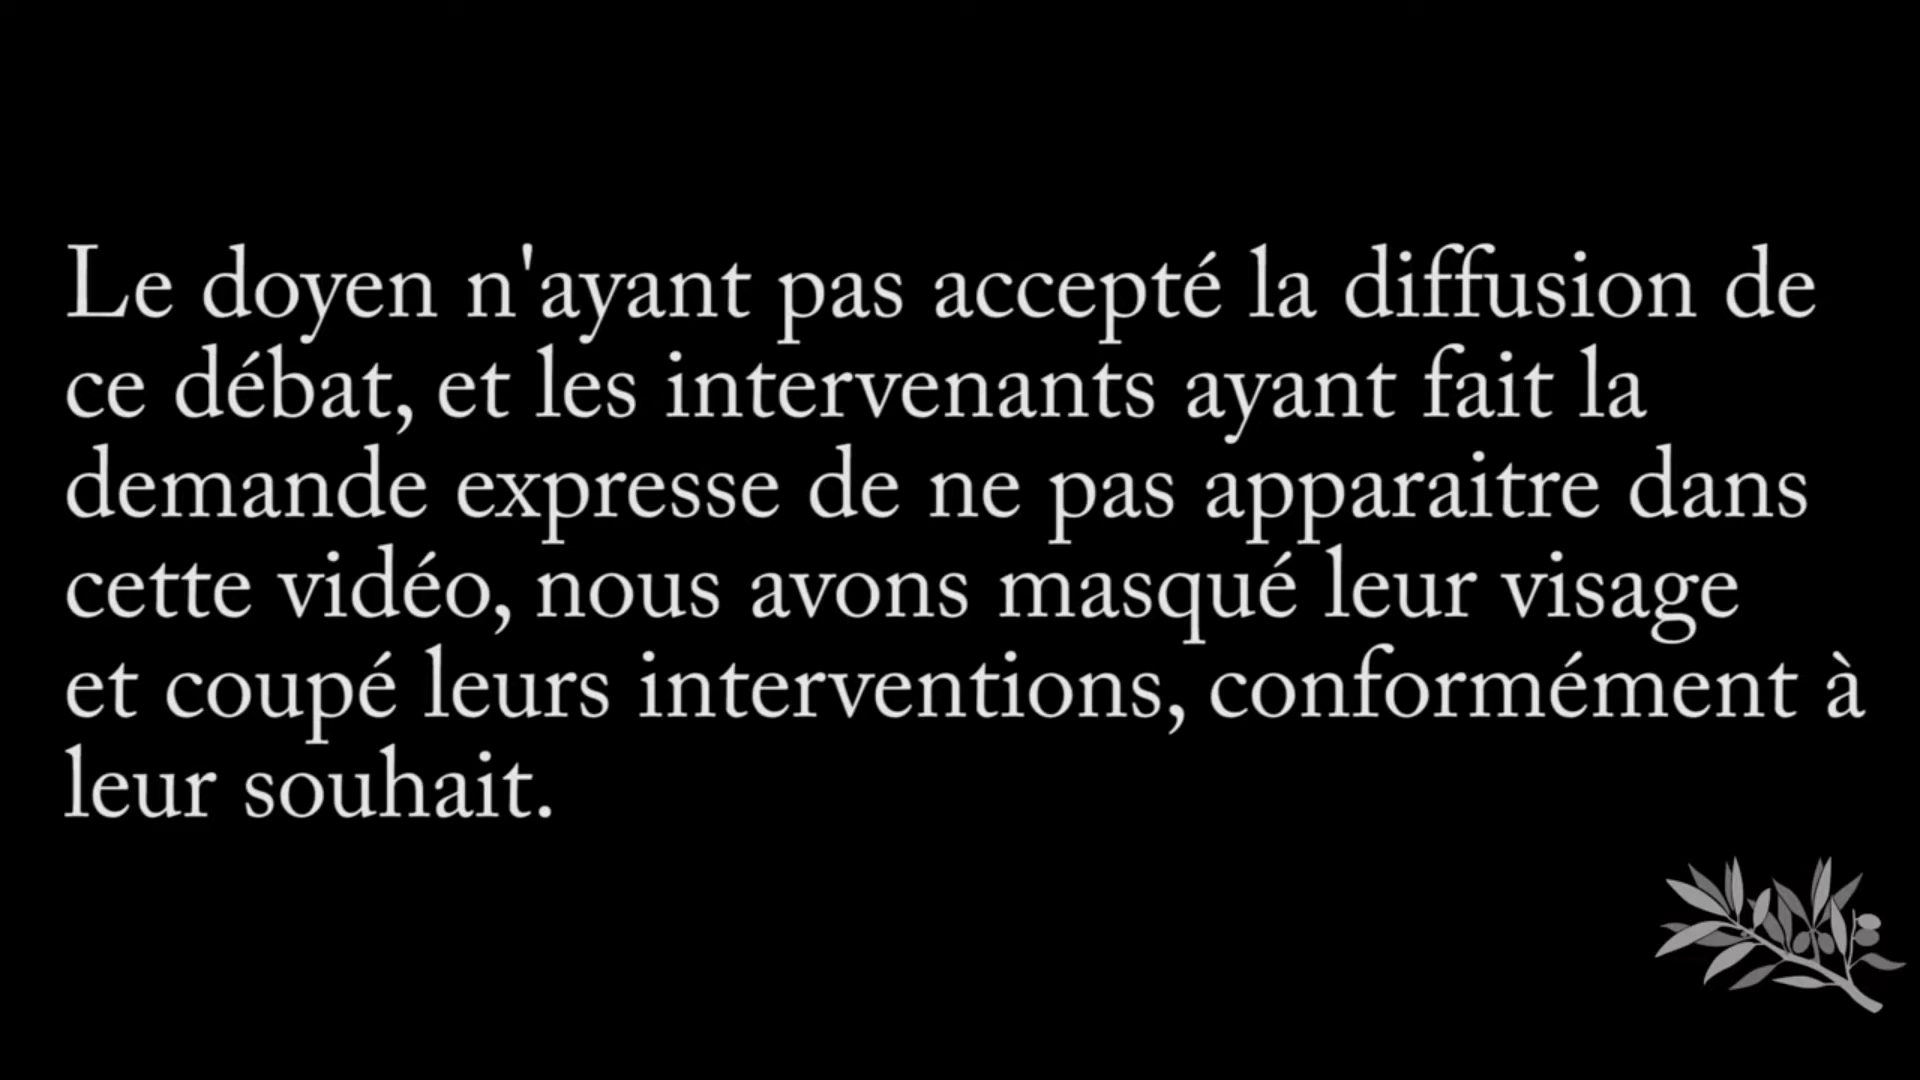 Le doyen n'ayant pas accepté la diffusion de
ce débat, et les intervenants ayant fait la
demande expresse de ne pas apparaitre dans
cette vidéo, nous avons masqué leur visage
et coupé leurs interventions, conformément à
leur souhait.